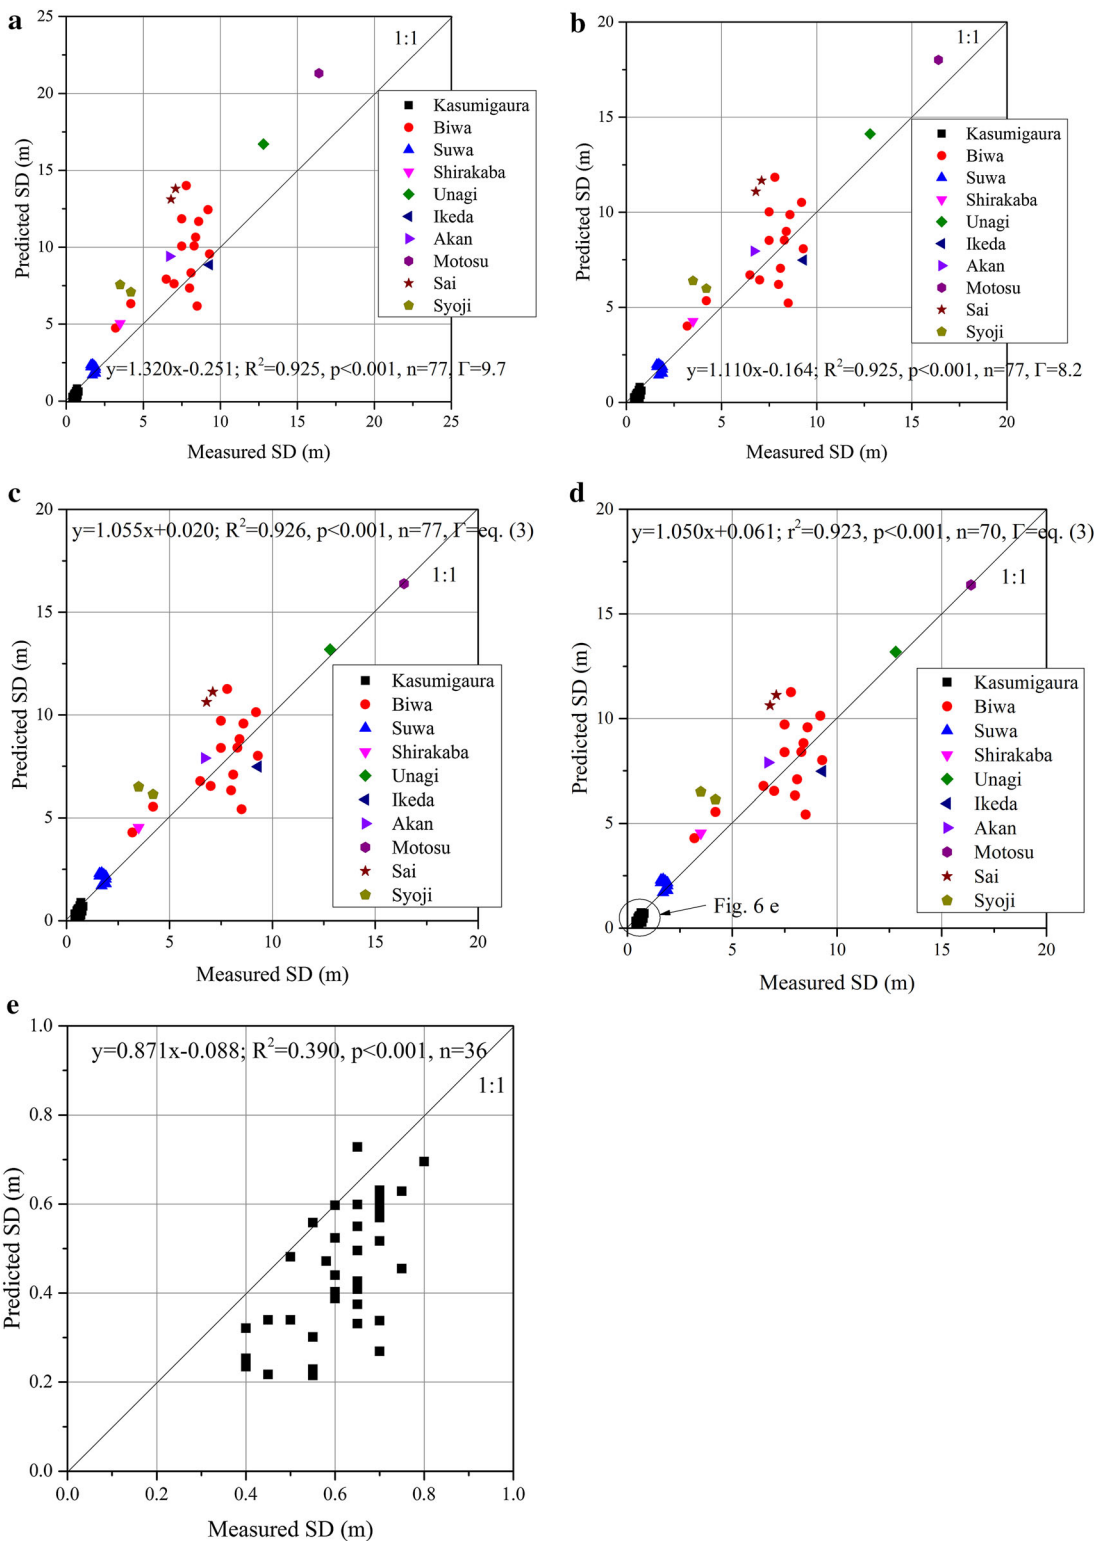 a
25
20
15
10
5
0
0 5 10 15 20 25
Predicted SD (m)
Measured SD (m)
1:1
Kasumigaura
Biwa
Suwa
Shirakaba
Unagi
Ikeda
Akan
Motosu
Sai
Syoji
y=1.320x-0.251; R²=0.925, p<0.001, n=77, Γ=9.7
b
20
15
10
5
0
0 5 10 15 20
Predicted SD (m)
Measured SD (m)
1:1
Kasumigaura
Biwa
Suwa
Shirakaba
Unagi
Ikeda
Akan
Motosu
Sai
Syoji
y=1.110x-0.164; R²=0.925, p<0.001, n=77, Γ=8.2
c
y=1.055x+0.020; R²=0.926, p<0.001, n=77, Γ=eq. (3)
20
15
10
5
0
0 5 10 15 20
Predicted SD (m)
Measured SD (m)
1:1
Kasumigaura
Biwa
Suwa
Shirakaba
Unagi
Ikeda
Akan
Motosu
Sai
Syoji
d
y=1.050x+0.061; r²=0.923, p<0.001, n=70, Γ=eq. (3)
20
15
10
5
0
0 5 10 15 20
Predicted SD (m)
Measured SD (m)
1:1
Kasumigaura
Biwa
Suwa
Shirakaba
Unagi
Ikeda
Akan
Motosu
Sai
Syoji
Fig. 6 e
e
y=0.871x-0.088; R²=0.390, p<0.001, n=36
1:1
1.0
0.8
0.6
0.4
0.2
0.0
0.0 0.2 0.4 0.6 0.8 1.0
Predicted SD (m)
Measured SD (m)